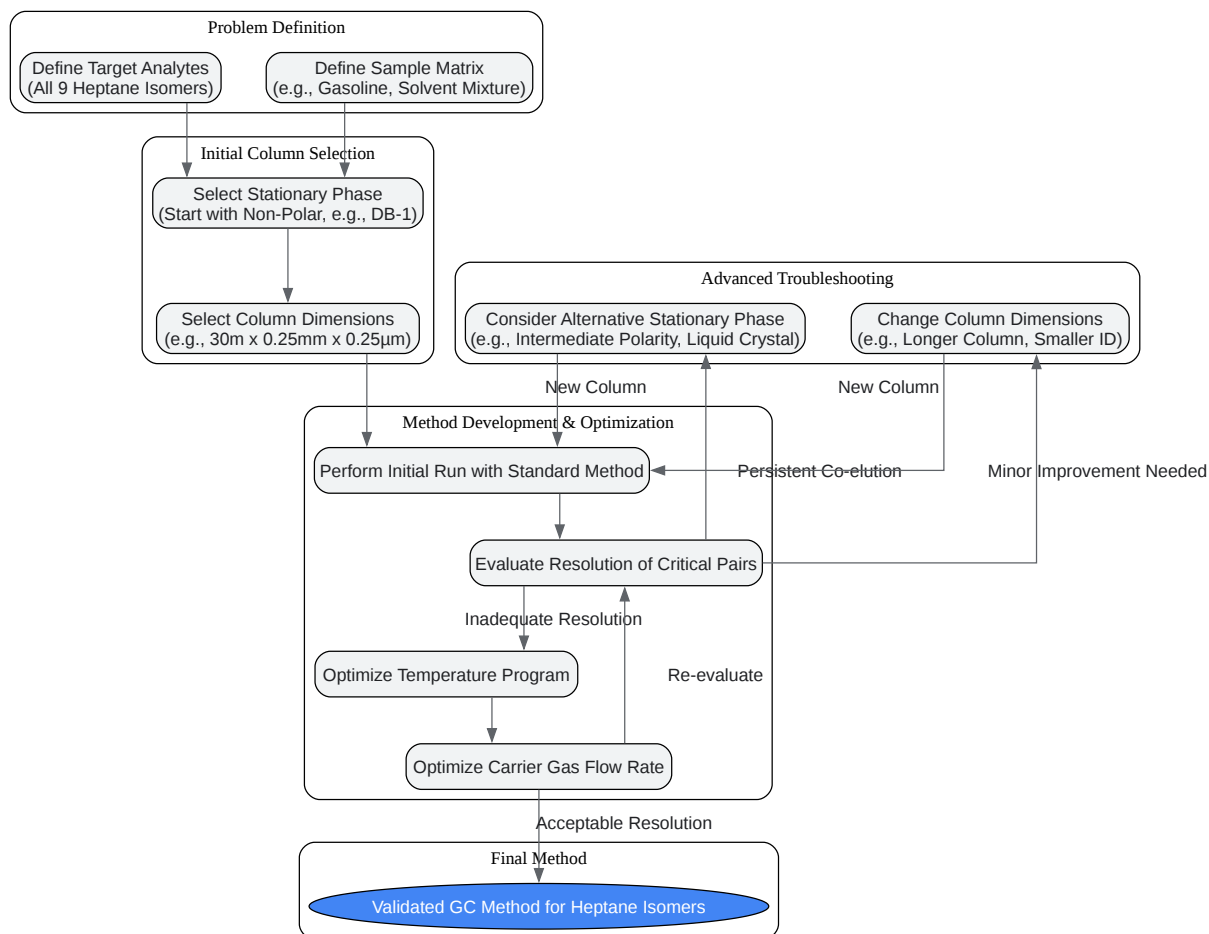 Problem Definition
Define Target Analytes
(All 9 Heptane Isomers)
Define Sample Matrix
(e.g., Gasoline, Solvent Mixture)
Initial Column Selection
Select Stationary Phase
(Start with Non-Polar, e.g., DB-1)
Select Column Dimensions
(e.g., 30m x 0.25mm x 0.25µm)
Advanced Troubleshooting
Consider Alternative Stationary Phase
(e.g., Intermediate Polarity, Liquid Crystal)
Change Column Dimensions
(e.g., Longer Column, Smaller ID)
New Column
New Column
Method Development & Optimization
Perform Initial Run with Standard Method
Persistent Co-elution
Minor Improvement Needed
Evaluate Resolution of Critical Pairs
Inadequate Resolution
Optimize Temperature Program
Re-evaluate
Optimize Carrier Gas Flow Rate
Acceptable Resolution
Final Method
Validated GC Method for Heptane Isomers